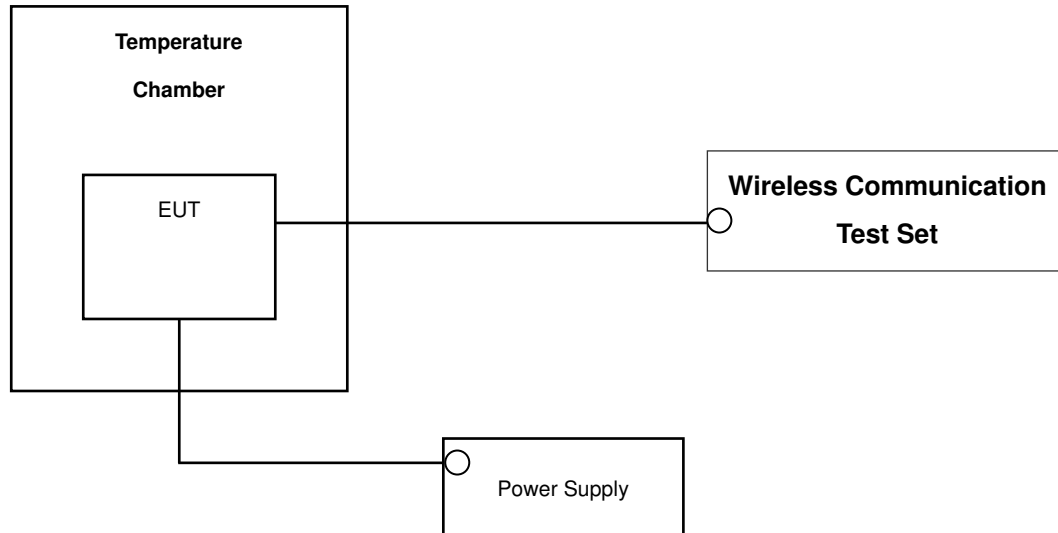 Temperature
Chamber
EUT
Wireless Communication
Test Set
Power Supply